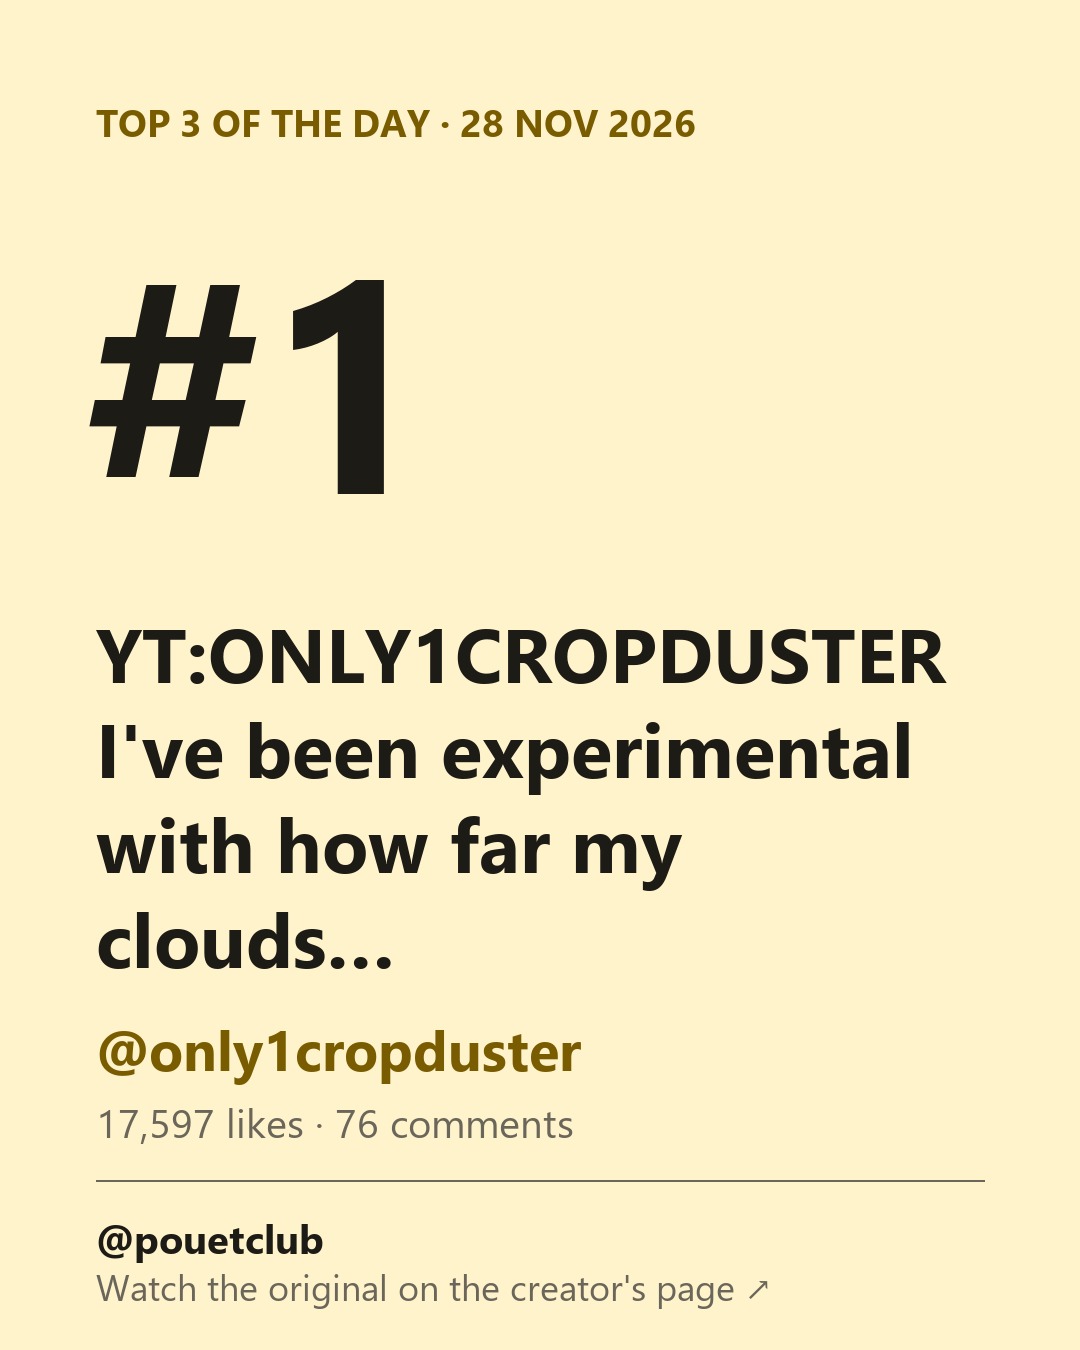 TOP 3 OF THE DAY · 28 NOV 2026
#1
YT:ONLY1CROPDUSTER
I've been experimental
with how far my
clouds...
@only1cropduster
17,597 likes · 76 comments
@pouetclub
Watch the original on the creator's page ↗